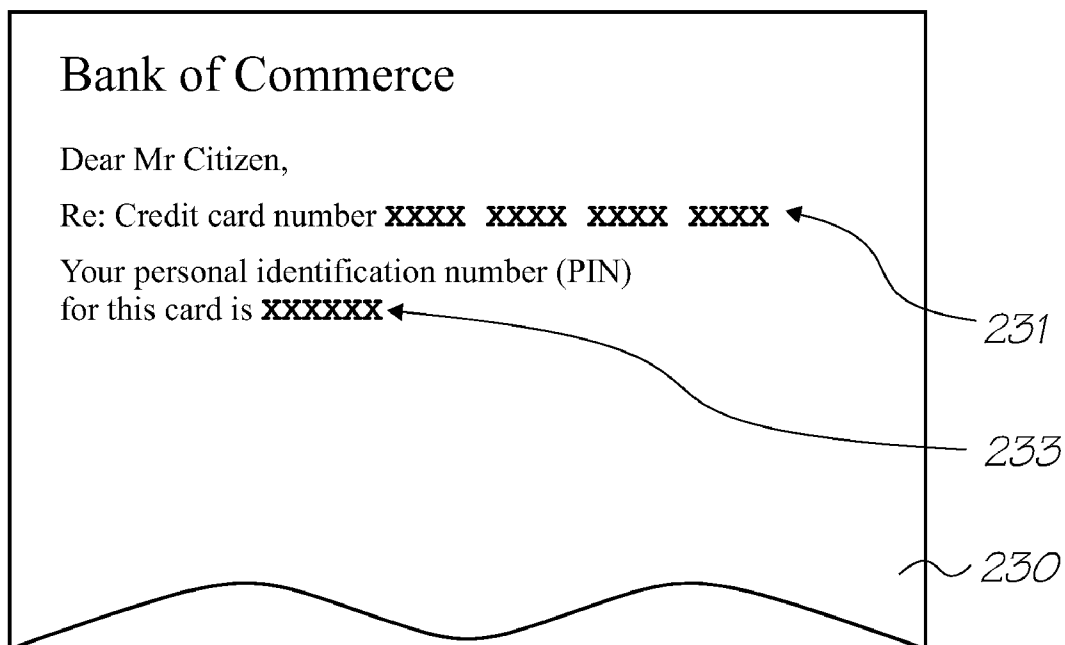 Bank of Commerce
Dear Mr Citizen,
Re: Credit card number XXXX XXXX XXXX XXXX
231
Your personal identification number (PIN)
for this card is XXXXXX
233
230